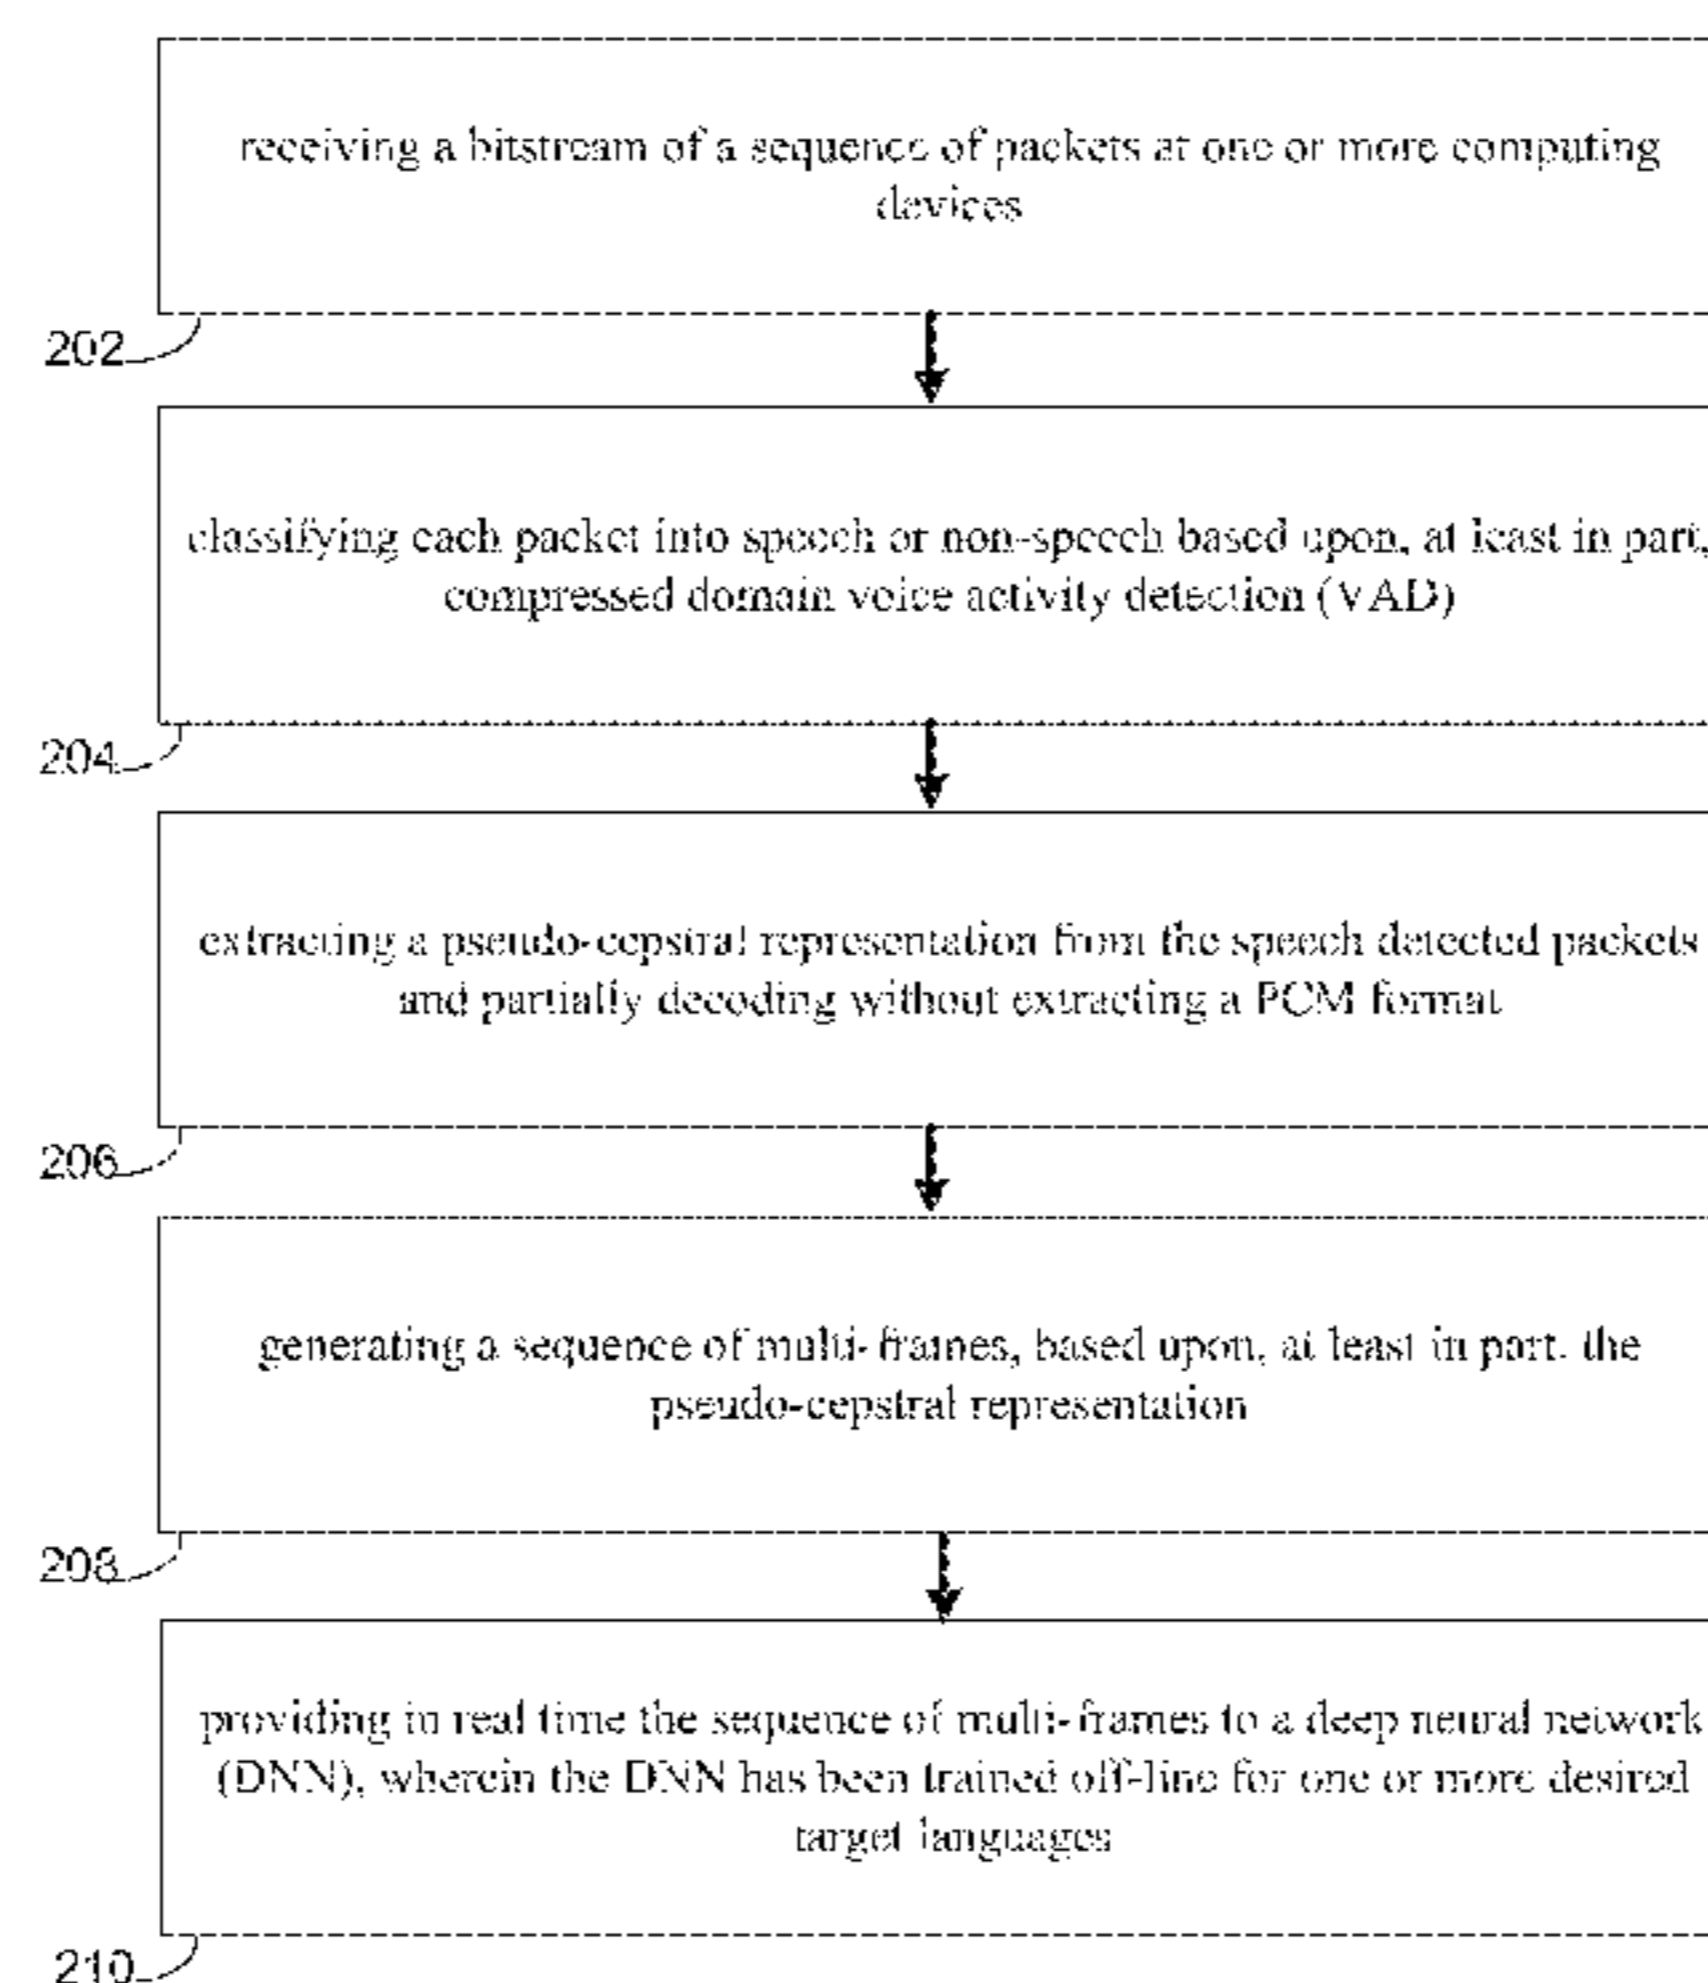 receiving a bitstream of a sequence of packets at one or more computing
devices
202
classifying each packet into speech or non-speech based upon, at least in part,
compressed domain voice activity detection (VAD)
204
extracting a pseudo-cepstral representation from the speech detected packets
and partially decoding without extracting a PCM format
206
generating a sequence of multi-frames, based upon, at least in part, the
pseudo-cepstral representation
208
providing in real time the sequence of multi-frames to a deep neural network
(DNN), wherein the DNN has been trained off-line for one or more desired
target languages
210